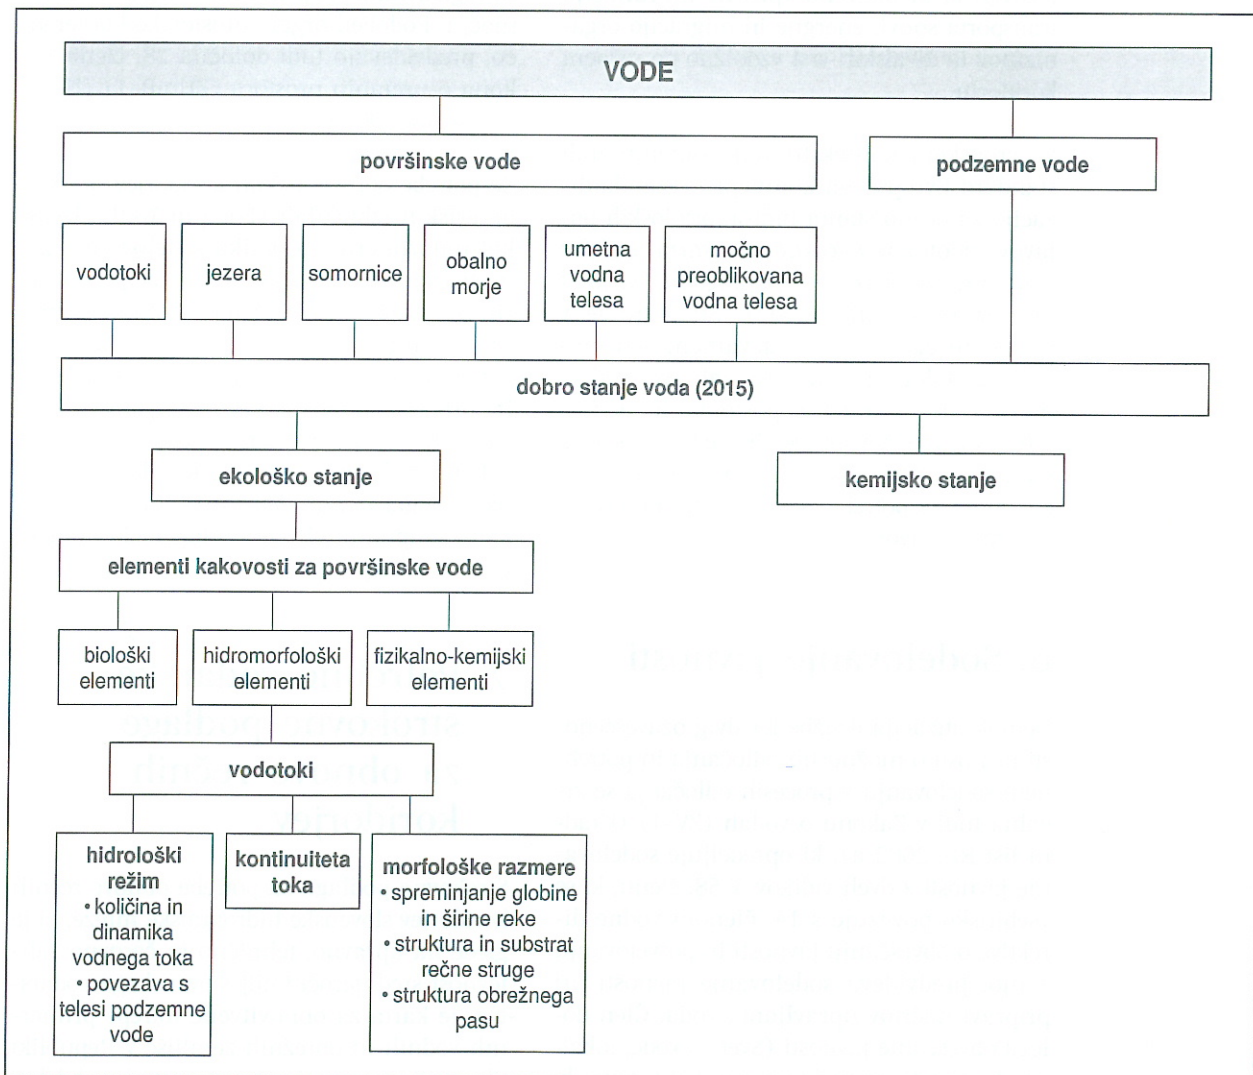 VODE
površinske vode
podzemne vode
vodotoki
jezera
somornice
obalno
morje
umetna
vodna
telesa
močno
preoblikovana
vodna telesa
dobro stanje voda (2015)
ekološko stanje
kemijsko stanje
elementi kakovosti za površinske vode
biološki
elementi
hidromorfološki
elementi
fizikalno-kemijski
elementi
vodotoki
hidrološki
režim
• količina in
dinamika
vodnega toka
• povezava s
telesi podzemne
vode
kontinuiteta
toka
morfološke razmere
• spreminjanje globine
in širine reke
• struktura in substrat
rečne struge
• struktura obrežnega
pasu